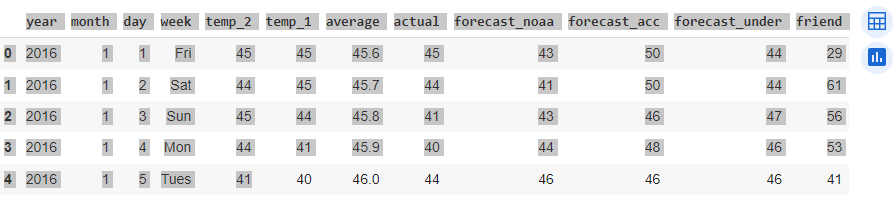 year month day week temp_2 temp_1 average actual forecast_noaa forecast_acc forecast_under friend
0 2016 1 1 Fri 45 45 45.6 45 43 50 44 29
1 2016 1 2 Sat 44 45 45.7 44 41 50 44 61
2 2016 1 3 Sun 45 44 45.8 41 43 46 47 56
3 2016 1 4 Mon 44 41 45.9 40 44 48 46 53
4 2016 1 5 Tues 41 40 46.0 44 46 46 46 41